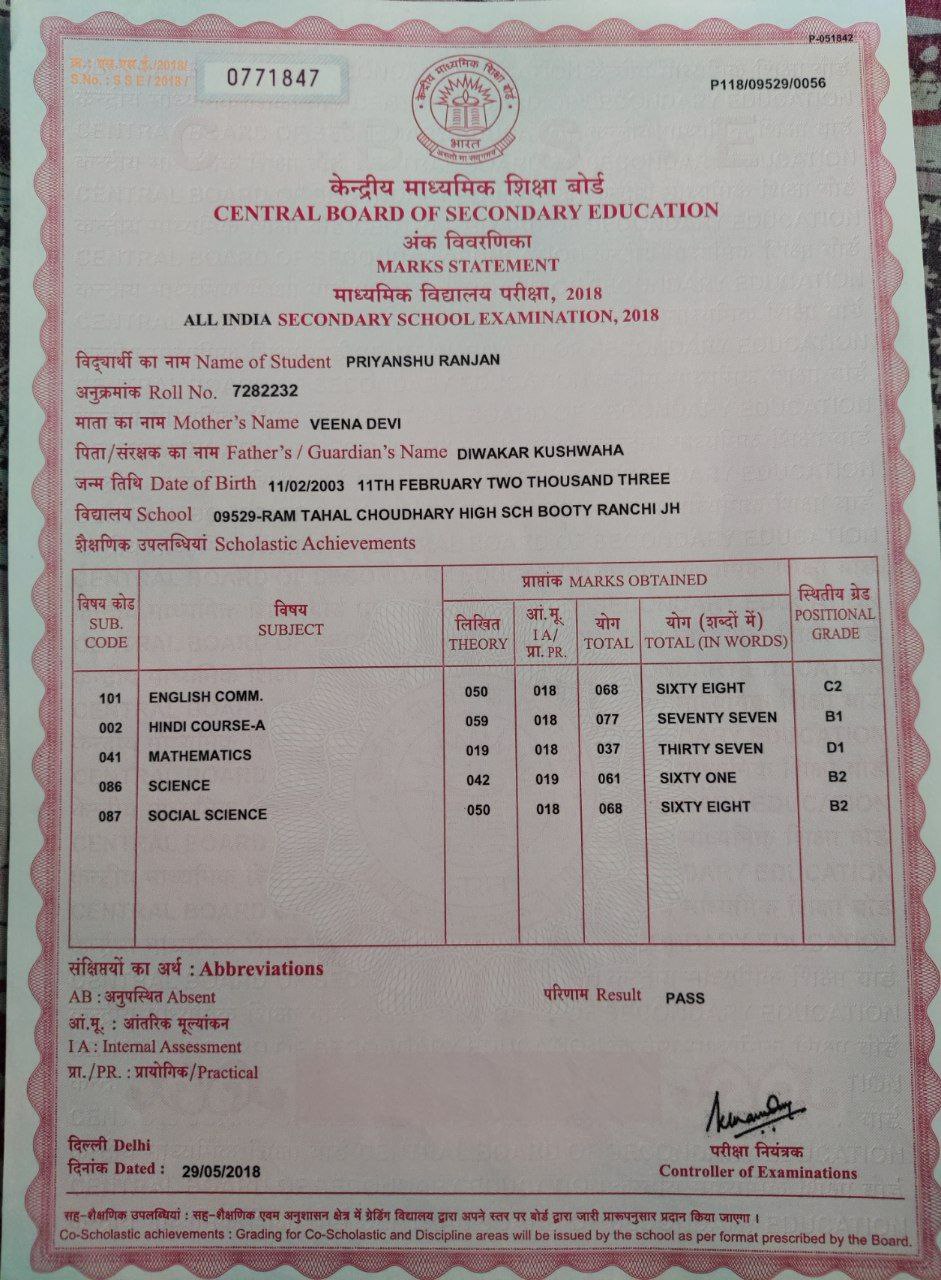 P-051842
क्र.: एस.एस.ई./2018/
S.No.: SSE/2018/
0771847
P118/09529/0056
केन्द्रीय माध्यमिक शिक्षा बोर्ड
भारत
असतो मा सद्गमय
केन्द्रीय माध्यमिक शिक्षा बोर्ड
CENTRAL BOARD OF SECONDARY EDUCATION
अंक विवरणिका
MARKS STATEMENT
माध्यमिक विद्यालय परीक्षा, 2018
ALL INDIA SECONDARY SCHOOL EXAMINATION, 2018
विद्यार्थी का नाम Name of Student PRIYANSHU RANJAN
अनुक्रमांक Roll No. 7282232
माता का नाम Mother's Name VEENA DEVI
पिता/संरक्षक का नाम Father's / Guardian's Name DIWAKAR KUSHWAHA
जन्म तिथि Date of Birth 11/02/2003 11TH FEBRUARY TWO THOUSAND THREE
विद्यालय School 09529-RAM TAHAL CHOUDHARY HIGH SCH BOOTY RANCHI JH
शैक्षणिक उपलब्धियां Scholastic Achievements
विषय कोड SUB. CODE
विषय SUBJECT
प्राप्तांक MARKS OBTAINED
लिखित THEORY
आं.मू. I A/ प्रा. PR.
योग TOTAL
योग (शब्दों में) TOTAL (IN WORDS)
स्थितीय ग्रेड POSITIONAL GRADE
101 ENGLISH COMM. 050 018 068 SIXTY EIGHT C2
002 HINDI COURSE-A 059 018 077 SEVENTY SEVEN B1
041 MATHEMATICS 019 018 037 THIRTY SEVEN D1
086 SCIENCE 042 019 061 SIXTY ONE B2
087 SOCIAL SCIENCE 050 018 068 SIXTY EIGHT B2
संक्षिप्तियों का अर्थ : Abbreviations
AB : अनुपस्थित Absent
परिणाम Result PASS
आं.मू. : आंतरिक मूल्यांकन
I A : Internal Assessment
प्रा./PR. : प्रायोगिक/Practical
दिल्ली Delhi
दिनांक Dated : 29/05/2018
परीक्षा नियंत्रक
Controller of Examinations
सह-शैक्षणिक उपलब्धियां : सह-शैक्षणिक एवम अनुशासन क्षेत्र में ग्रेडिंग विद्यालय द्वारा अपने स्तर पर बोर्ड द्वारा जारी प्रारूपनुसार प्रदान किया जाएगा ।
Co-Scholastic achievements : Grading for Co-Scholastic and Discipline areas will be issued by the school as per format prescribed by the Board.